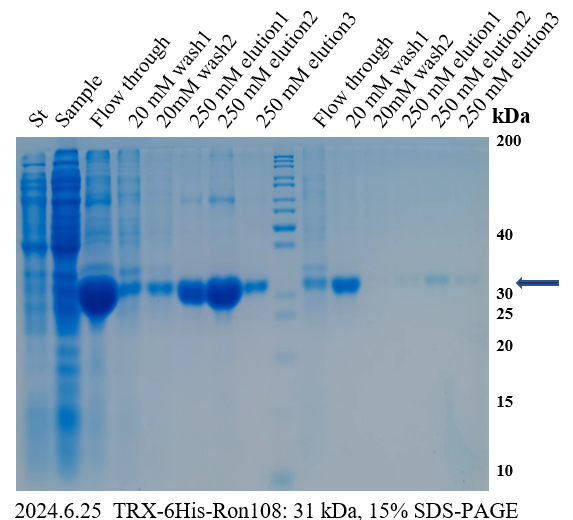 St
Sample
Flow through
20 mM wash1
20mM wash2
250 mM elution1
250 mM elution2
250 mM elution3
Flow through
20 mM wash1
20mM wash2
250 mM elution1
250 mM elution2
250 mM elution3
kDa
200
40
30
25
20
15
10
2024.6.25 TRX-6His-Ron108: 31 kDa, 15% SDS-PAGE